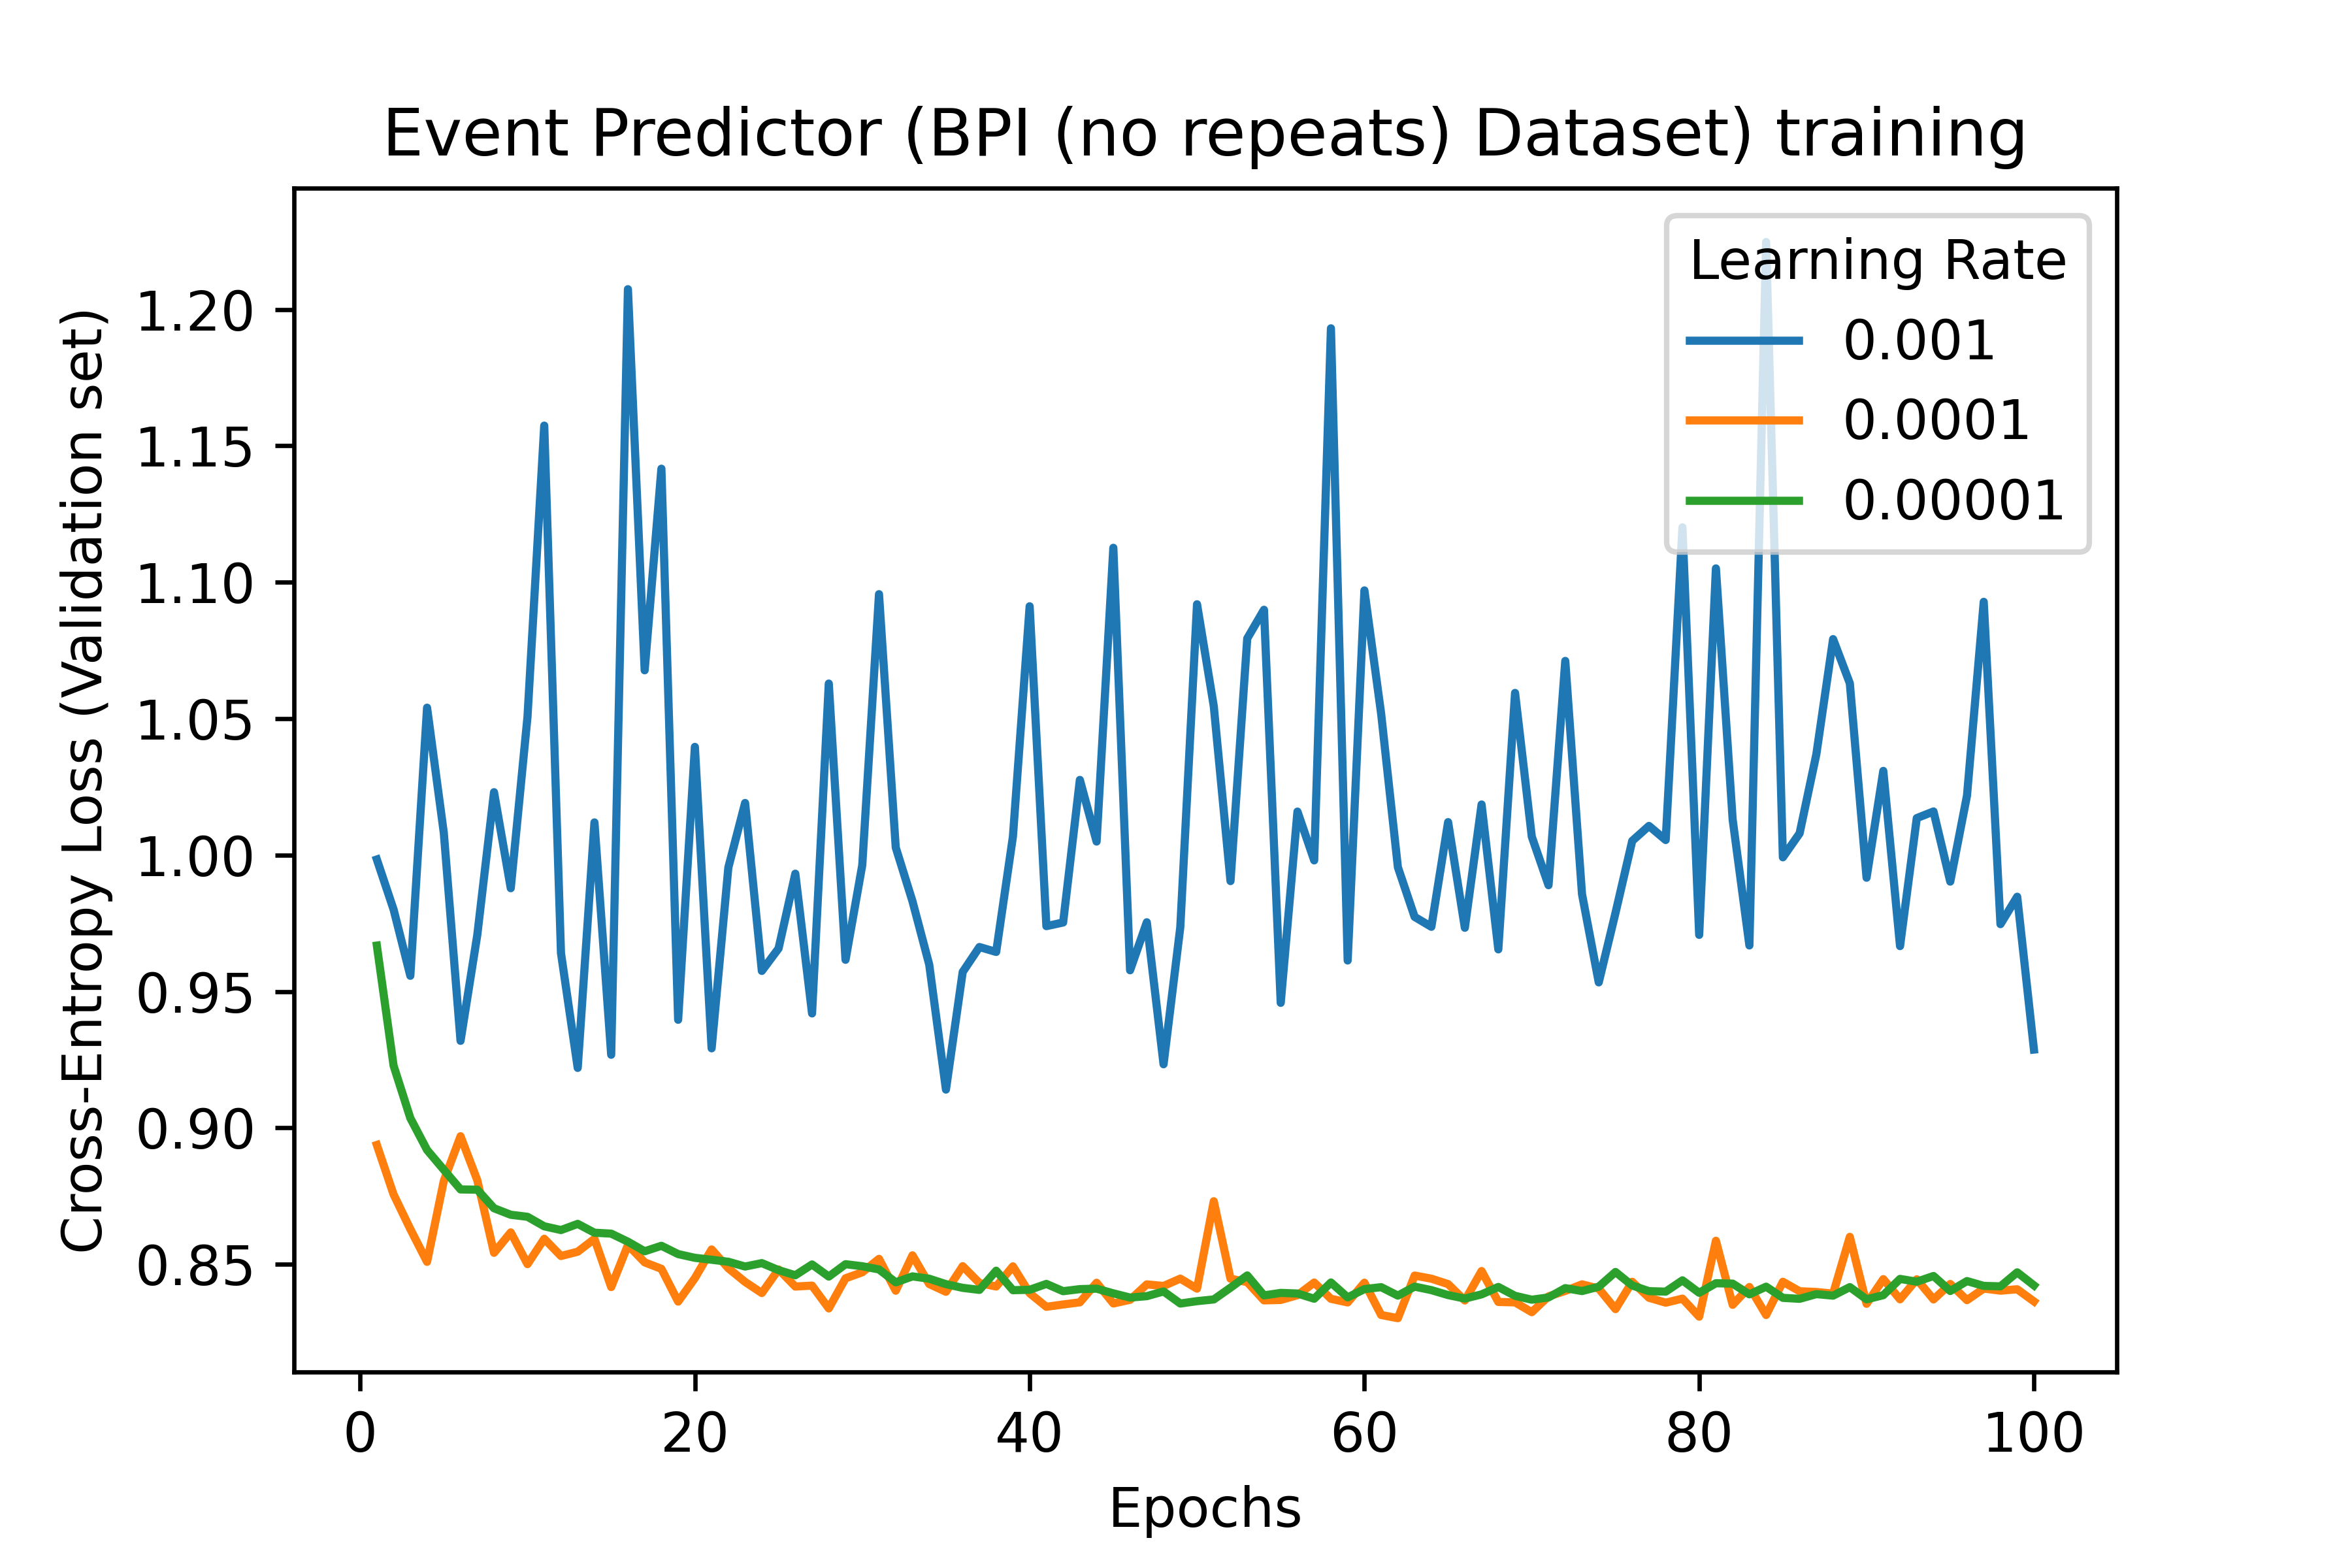 Event Predictor (BPI (no repeats) Dataset) training
Cross-Entropy Loss (Validation set)
1.20
1.15
1.10
1.05
1.00
0.95
0.90
0.85
Learning Rate
0.001
0.0001
0.00001
0 20 40 60 80 100
Epochs